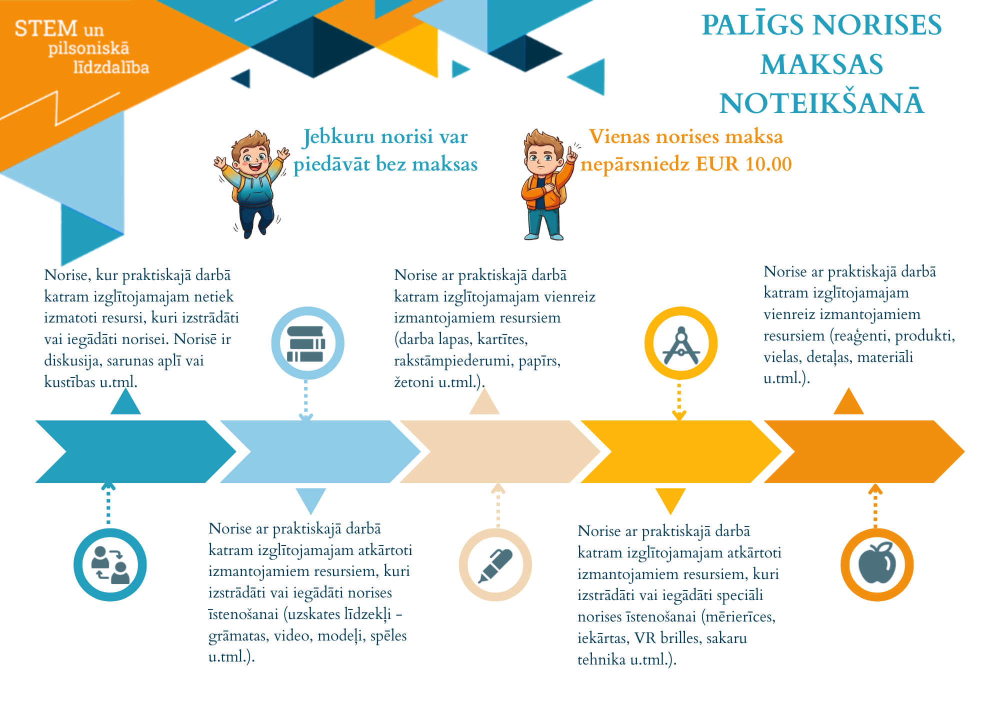 STEM un
pilsoniskā
līdzdalība
PALĪGS NORISES
MAKSAS
NOTEIKŠANĀ
Jebkuru norisi var
piedāvāt bez maksas
Vienas norises maksa
nepārsniedz EUR 10.00
Norise, kur praktiskajā darbā
katram izglītojamajam netiek
izmatoti resursi, kuri izstrādāti
vai iegādāti norisei. Norisē ir
diskusija, sarunas aplī vai
kustības u.tml.
Norise ar praktiskajā darbā
katram izglītojamajam atkārtoti
izmantojamiem resursiem, kuri
izstrādāti vai iegādāti norises
īstenošanai (uzskates līdzekļi -
grāmatas, video, modeļi, spēles
u.tml.).
Norise ar praktiskajā darbā
katram izglītojamajam vienreiz
izmantojamiem resursiem
(darba lapas, kartītes,
rakstāmpiederumi, papīrs,
žetoni u.tml.).
Norise ar praktiskajā darbā
katram izglītojamajam atkārtoti
izmantojamiem resursiem, kuri
izstrādāti vai iegādāti speciāli
norises īstenošanai (mērierīces,
iekārtas, VR brilles, sakaru
tehnika u.tml.).
Norise ar praktiskajā darbā
katram izglītojamajam
vienreiz izmantojamiem
resursiem (reaģenti, produkti,
vielas, detaļas, materiāli
u.tml.).